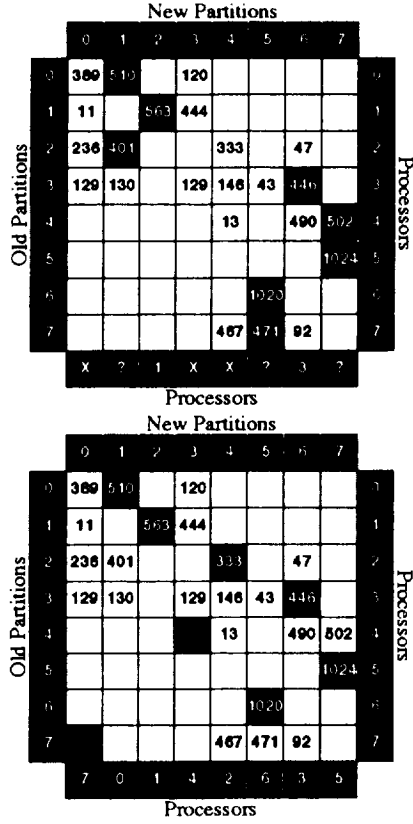 New Partitions
0 1 2 3 4 5 6 7
0 389 510 120 0
1 11 563 444 1
2 236 401 333 47 2
3 129 130 129 146 43 446 3
4 13 490 502 4
5 1024 5
6 1020 6
7 467 471 92 7
X ? 1 X X ? 3 ?
Old Partitions
Processors
Processors
New Partitions
0 1 2 3 4 5 6 7
0 389 510 120 0
1 11 563 444 1
2 236 401 333 47 2
3 129 130 129 146 43 446 3
4 13 490 502 4
5 1024 5
6 1020 6
7 467 471 92 7
7 0 1 4 2 6 3 5
Old Partitions
Processors
Processors